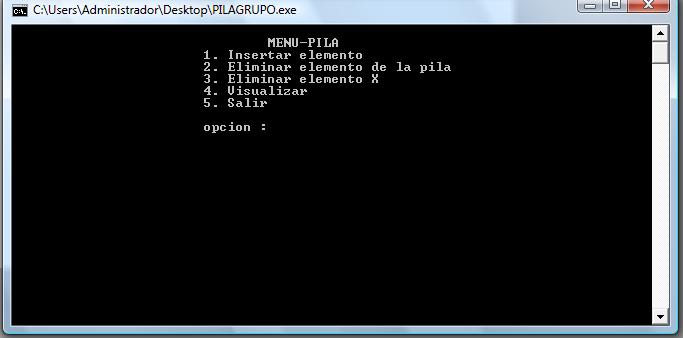 C:\Users\Administrador\Desktop\PILAGRUPO.exe
MENU-PILA
1. Insertar elemento
2. Eliminar elemento de la pila
3. Eliminar elemento X
4. Visualizar
5. Salir
opcion :